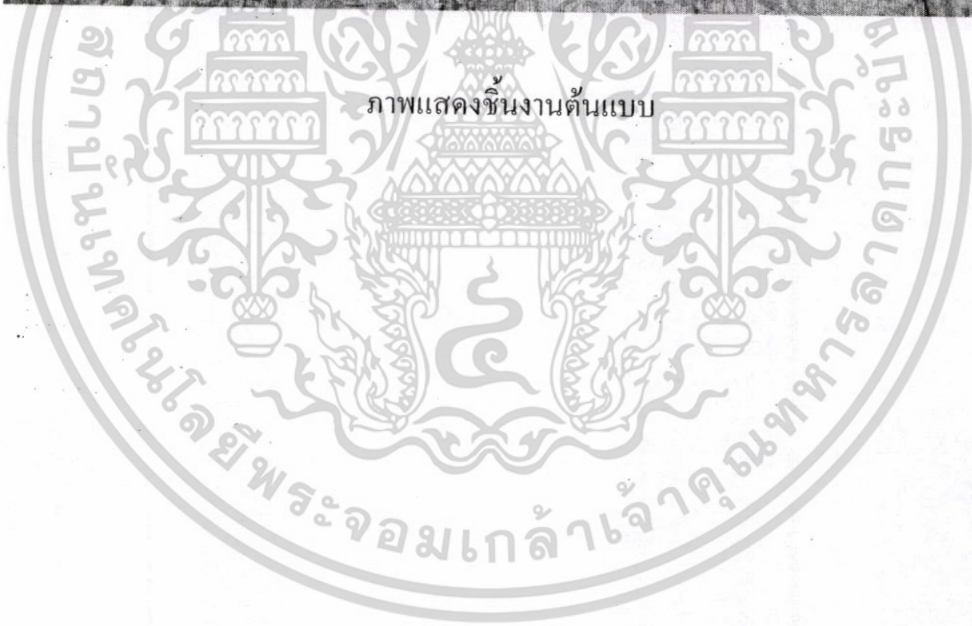 ภาพแสดงชิ้นงานต้นแบบ
สถาบันเทคโนโลยีพระจอมเกล้าเจ้าคุณทหารลาดกระบัง
๔